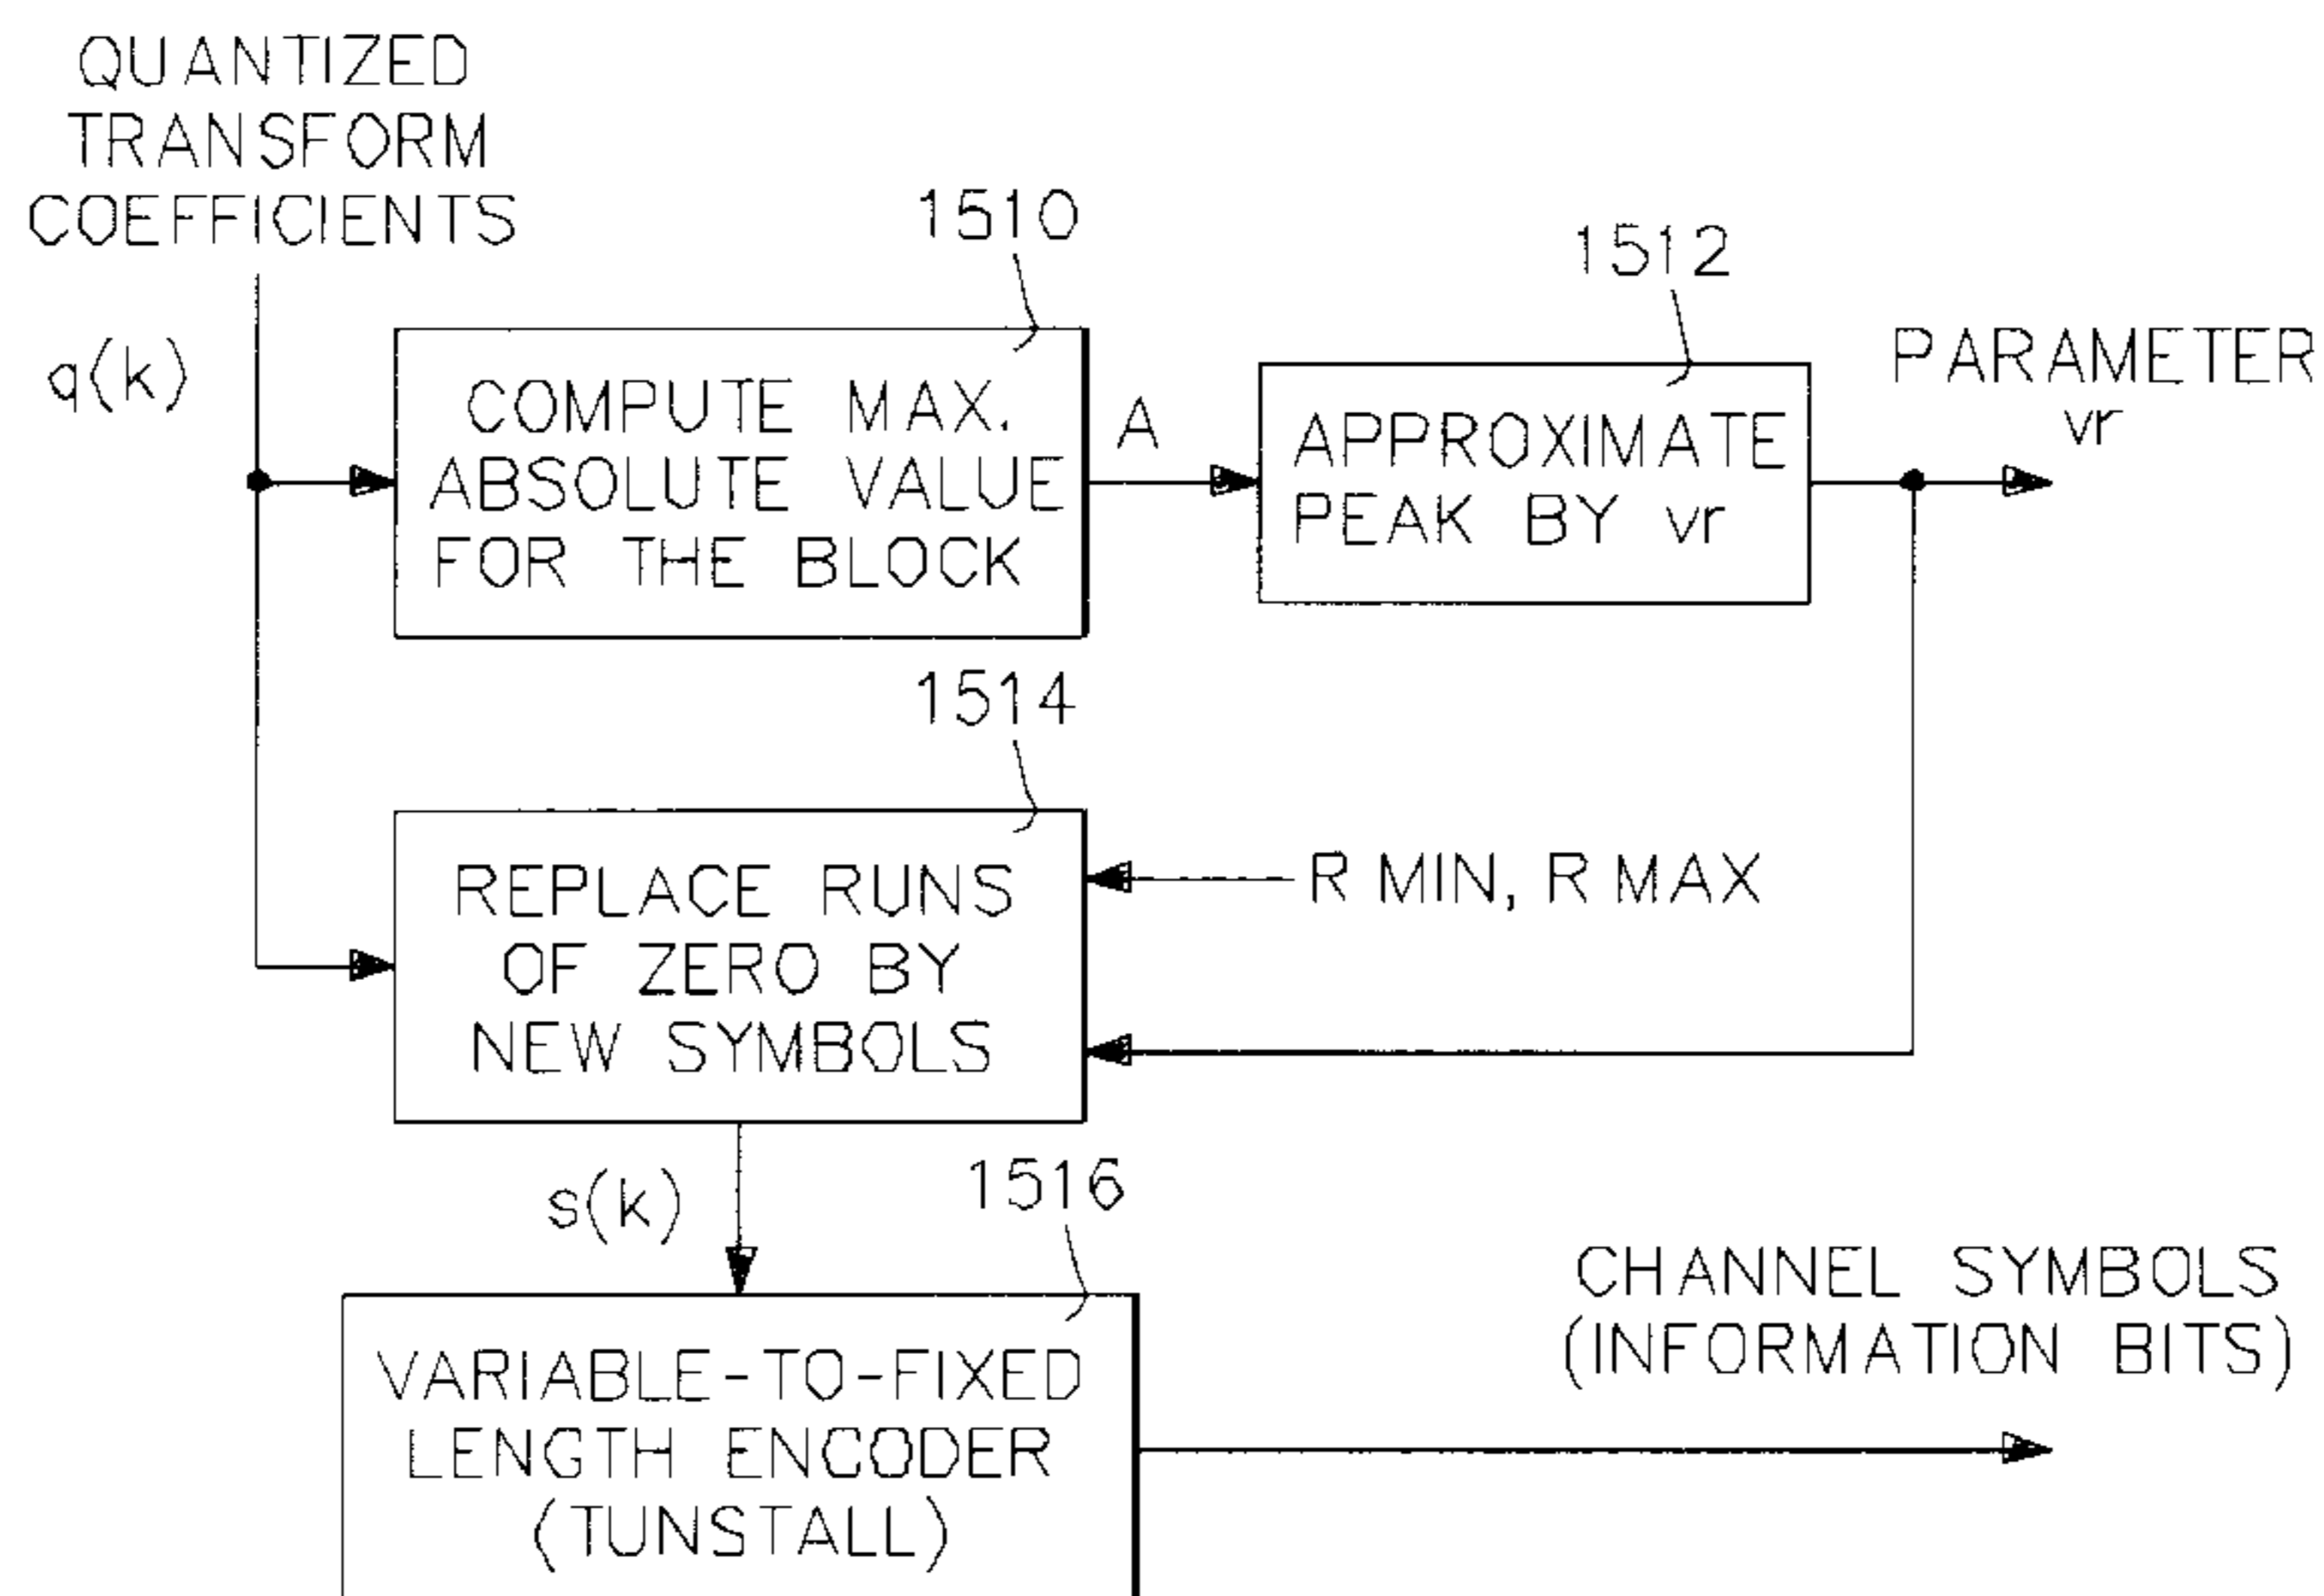 QUANTIZED
TRANSFORM
COEFFICIENTS
q(k)
1510
COMPUTE MAX.
ABSOLUTE VALUE
FOR THE BLOCK
A
1512
APPROXIMATE
PEAK BY vr
PARAMETER
vr
1514
REPLACE RUNS
OF ZERO BY
NEW SYMBOLS
R MIN, R MAX
s(k)
1516
VARIABLE-TO-FIXED
LENGTH ENCODER
(TUNSTALL)
CHANNEL SYMBOLS
(INFORMATION BITS)